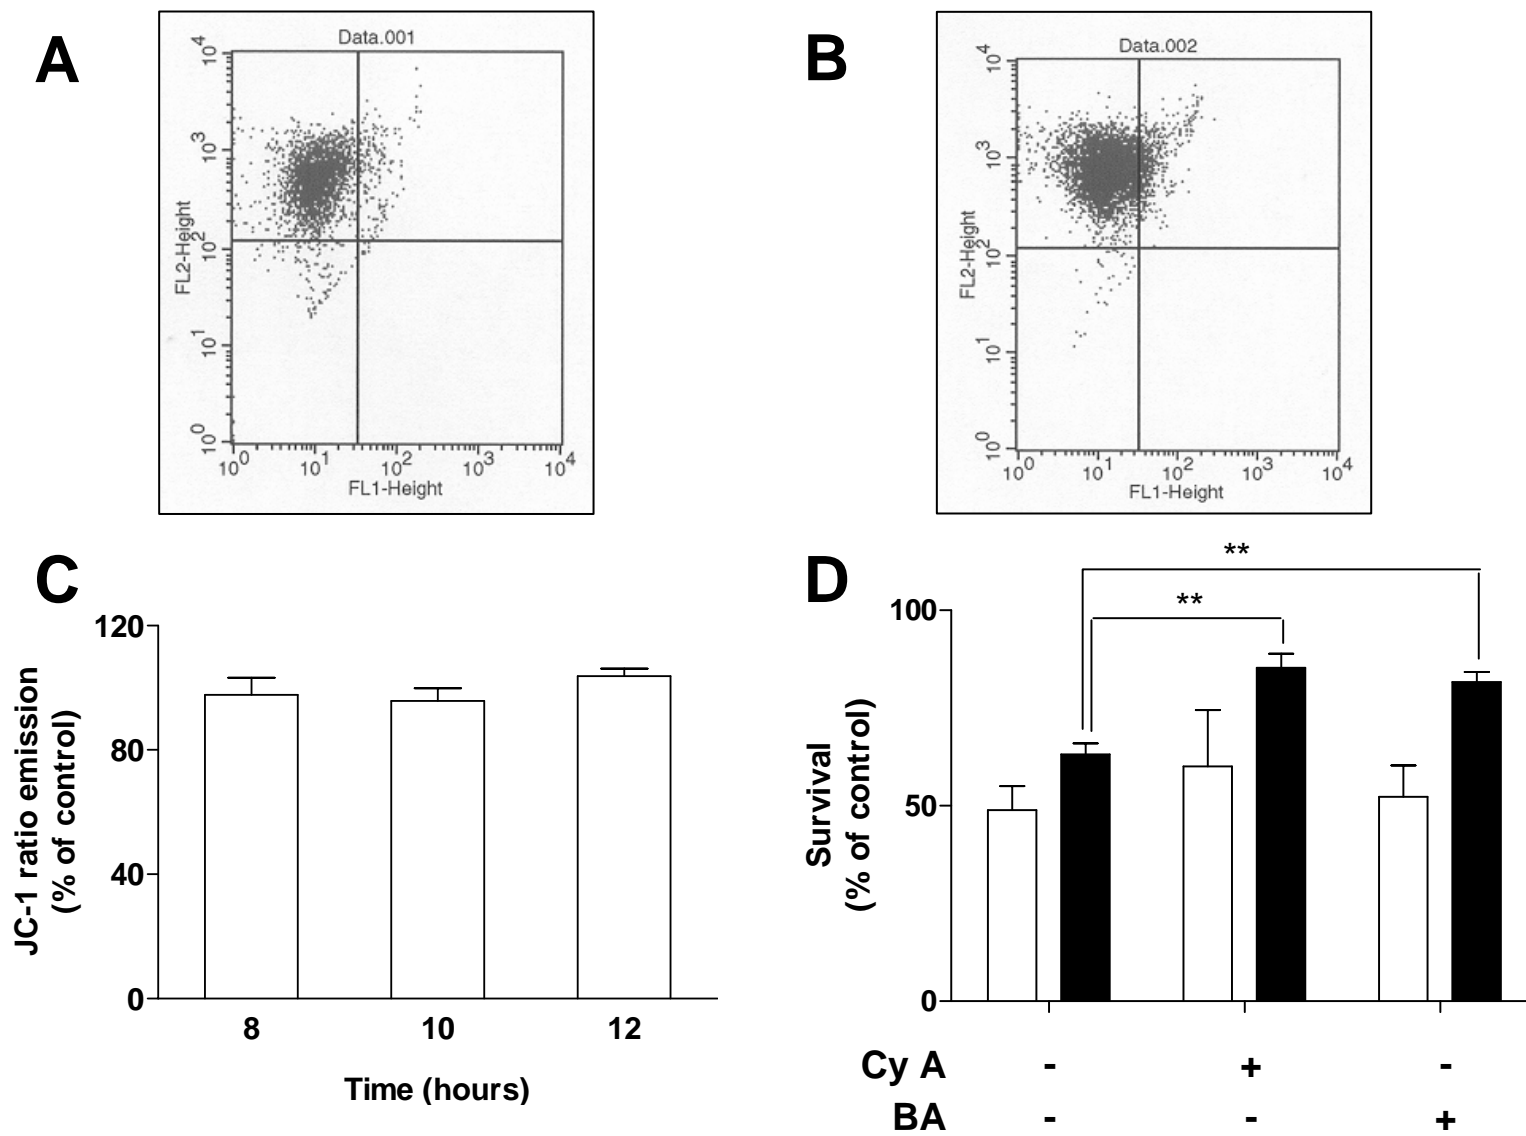 A
Data.001
10^4
10^3
10^2
10^1
10^0
FL2-Height
10^0 10^1 10^2 10^3 10^4
FL1-Height
B
Data.002
10^4
10^3
10^2
10^1
10^0
FL2-Height
10^0 10^1 10^2 10^3 10^4
FL1-Height
C
120
80
40
0
JC-1 ratio emission
(% of control)
8 10 12
Time (hours)
D
**
**
100
50
0
Survival
(% of control)
Cy A - + -
BA - - +